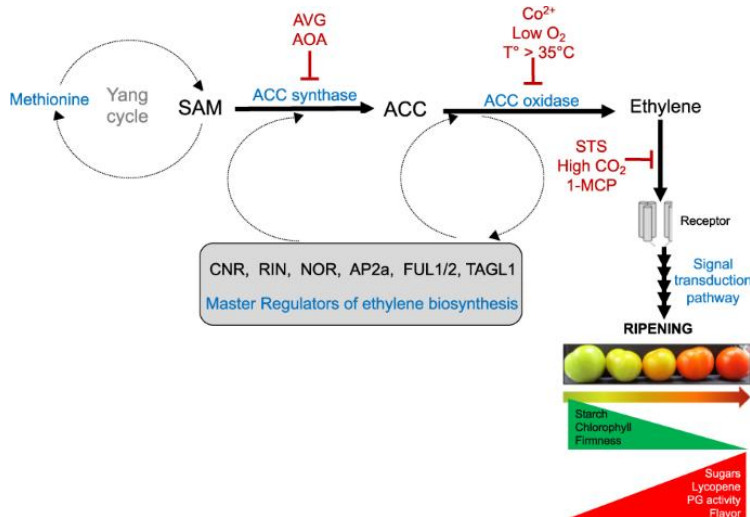 AVG
AOA
Co²⁺
Low O₂
T° > 35°C
Methionine
Yang
cycle
SAM
ACC synthase
ACC
ACC oxidase
Ethylene
STS
High CO₂
1-MCP
Receptor
CNR, RIN, NOR, AP2a, FUL1/2, TAGL1
Master Regulators of ethylene biosynthesis
Signal
transduction
pathway
RIPENING
Starch
Chlorophyll
Firmness
Sugars
Lycopene
PG activity
Flavor